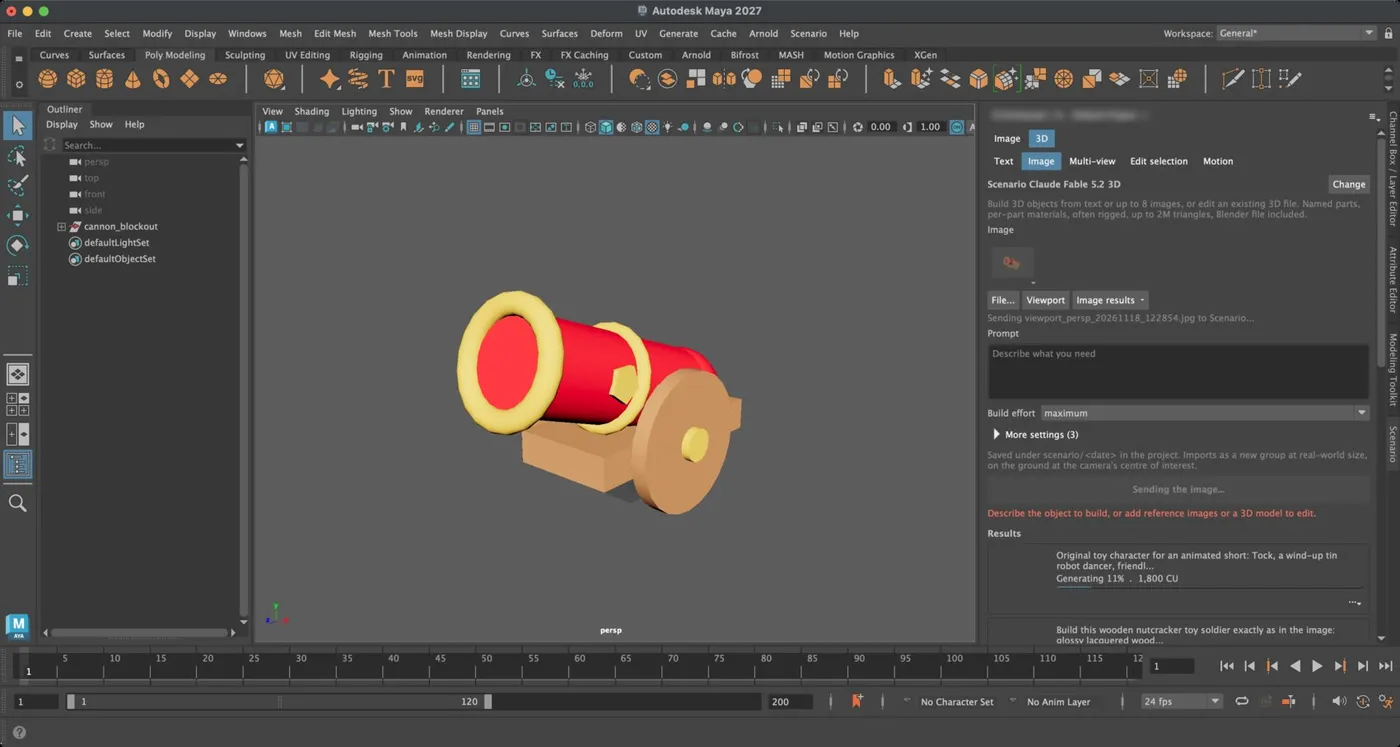 Autodesk Maya 2027
File Edit Create Select Modify Display Windows Mesh Edit Mesh Mesh Tools Mesh Display Curves Surfaces Deform UV Generate Cache Arnold Scenario Help
Workspace: General*
Curves Surfaces Poly Modeling Sculpting UV Editing Rigging Animation Rendering FX FX Caching Custom Arnold Bifrost MASH Motion Graphics XGen
T svg 0,0,0
Outliner
Display Show Help
Search...
persp
top
front
side
cannon_blockout
defaultLightSet
defaultObjectSet
View Shading Lighting Show Renderer Panels
0.00 1.00
y
z x
persp
Image 3D
Text Image Multi-view Edit selection Motion
Scenario Claude Fable 5.2 3D
Change
Build 3D objects from text or up to 8 images, or edit an existing 3D file. Named parts,
per-part materials, often rigged, up to 2M triangles, Blender file included.
Image
File... Viewport Image results
Sending viewport_persp_20261118_122854.jpg to Scenario...
Prompt
Describe what you need
Build effort maximum
More settings (3)
Saved under scenario/<date> in the project. Imports as a new group at real-world size,
on the ground at the camera's centre of interest.
Sending the image...
Describe the object to build, or add reference images or a 3D model to edit.
Results
Original toy character for an animated short: Tock, a wind-up tin
robot dancer, friendl...
Generating 11% . 1,800 CU
Build this wooden nutcracker toy soldier exactly as in the image:
glossy lacquered wood...
Channel Box / Layer Editor
Attribute Editor
Modeling Toolkit
Scenario
M
AYA
5 10 15 20 25 30 35 40 45 50 55 60 65 70 75 80 85 90 95 100 105 110 115 12
1
1
1 1 120 200
No Character Set
No Anim Layer
24 fps